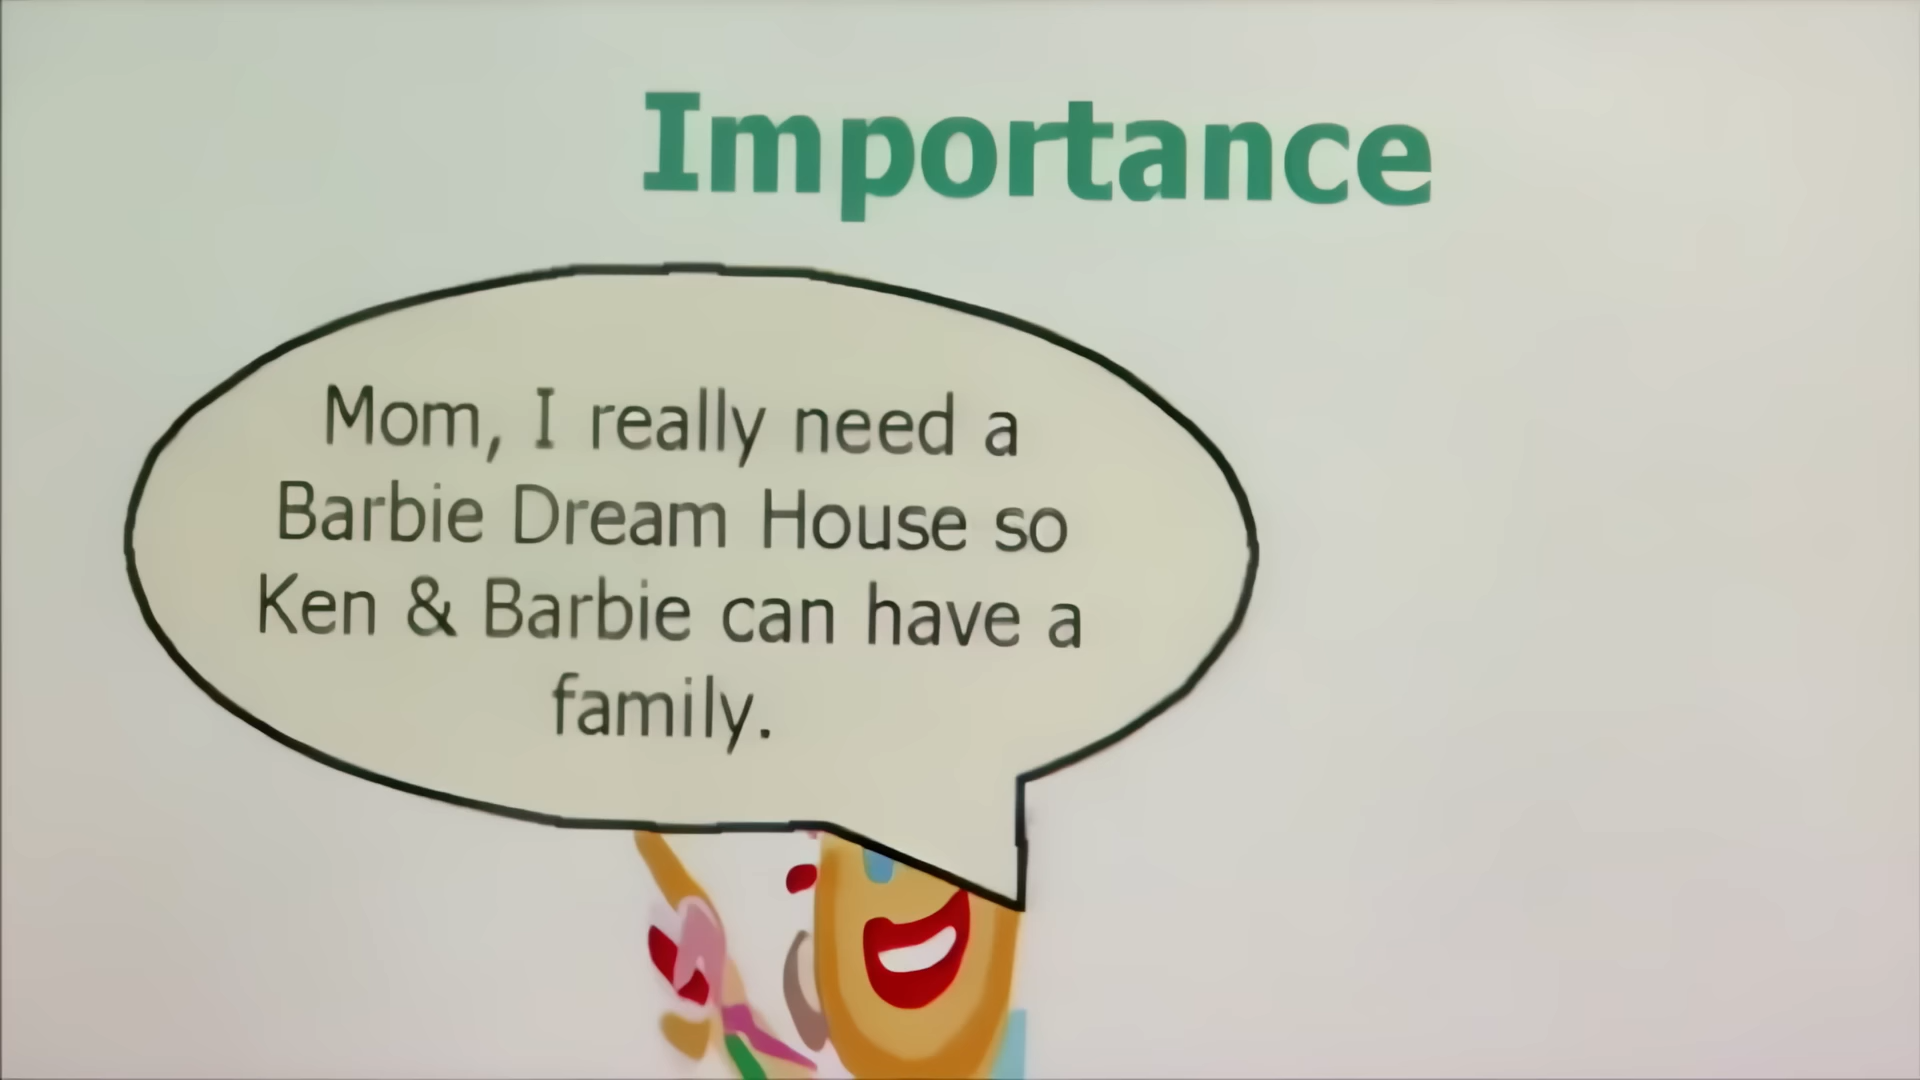 Importance
Mom, I really need a
Barbie Dream House so
Ken & Barbie can have a
family.